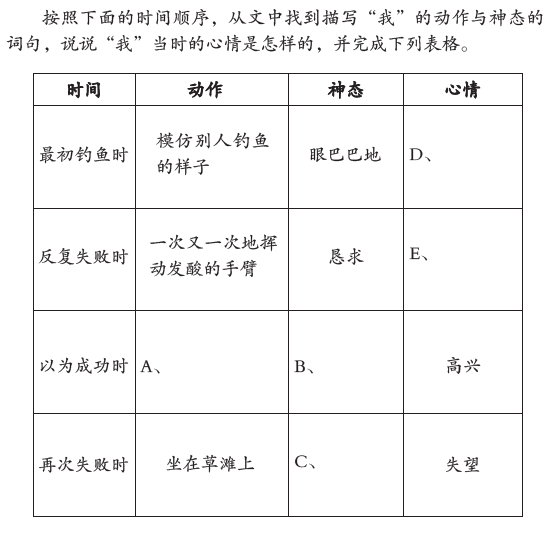 按照下面的时间顺序，从文中找到描写“我”的动作与神态的
词句，说说“我”当时的心情是怎样的，并完成下列表格。
时间 动作 神态 心情
最初钓鱼时 模仿别人钓鱼
的样子 眼巴巴地 D、
反复失败时 一次又一次地挥
动发酸的手臂 恳求 E、
以为成功时 A、 B、 高兴
再次失败时 坐在草滩上 C、 失望